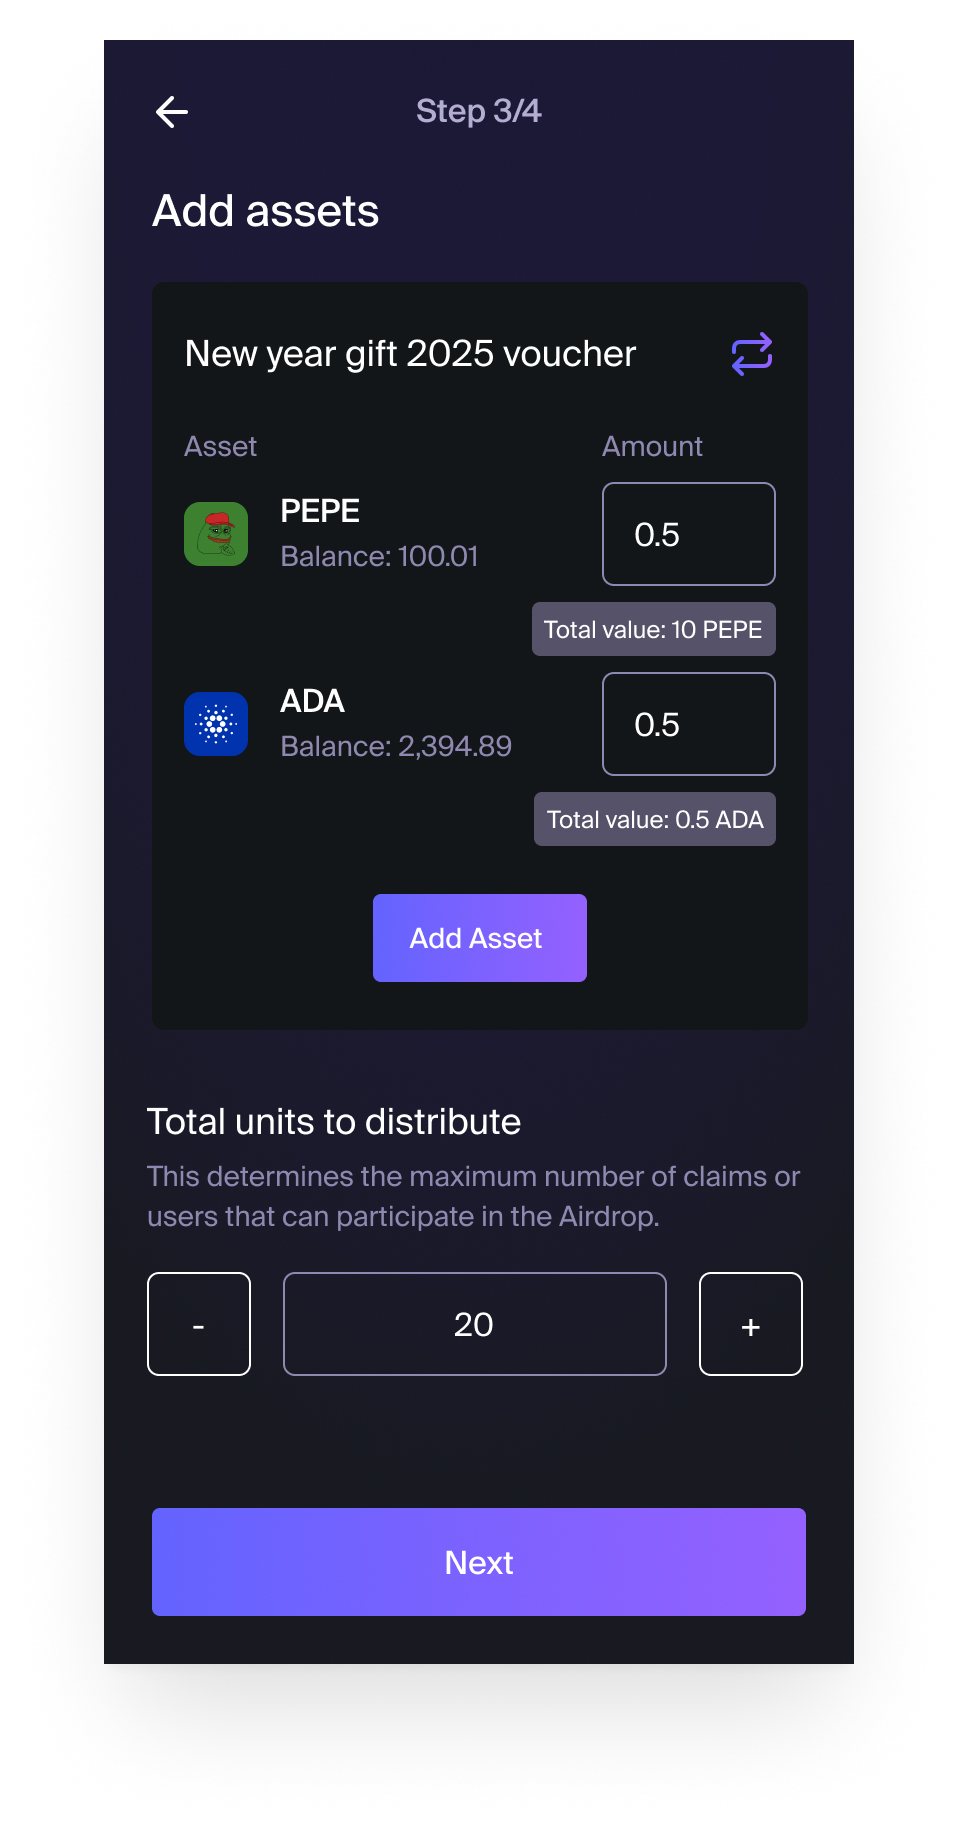 Step 3/4
Add assets
New year gift 2025 voucher
Asset Amount
PEPE
Balance: 100.01
0.5
Total value: 10 PEPE
ADA
Balance: 2,394.89
0.5
Total value: 0.5 ADA
Add Asset
Total units to distribute
This determines the maximum number of claims or
users that can participate in the Airdrop.
- 20 +
Next